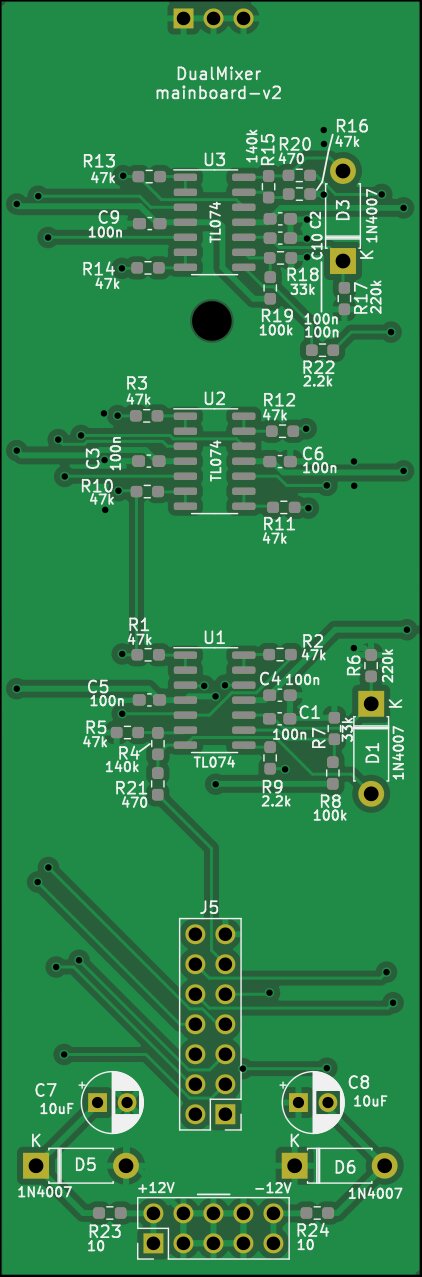 DualMixer
mainboard-v2
R16
47k
R20
470
R15
140k
R13
47k
U3
TL074
D3
1N4007
K
C9
100n
C2
C10
R14
47k
R18
33k
R17
220k
R19
100k
100n
100n
R22
2.2k
R3
47k
U2
TL074
R12
47k
C3
100n
C6
100n
R10
47k
R11
47k
R1
47k
U1
TL074
R2
47k
R6
220k
C5
100n
C4
100n
K
C1
100n
R5
47k
R4
140k
R7
33k
D1
1N4007
R21
470
R9
2.2k
R8
100k
J5
C7
10uF
+
C8
10uF
+
K
D5
1N4007
K
D6
1N4007
+12V
-12V
R23
10
R24
10